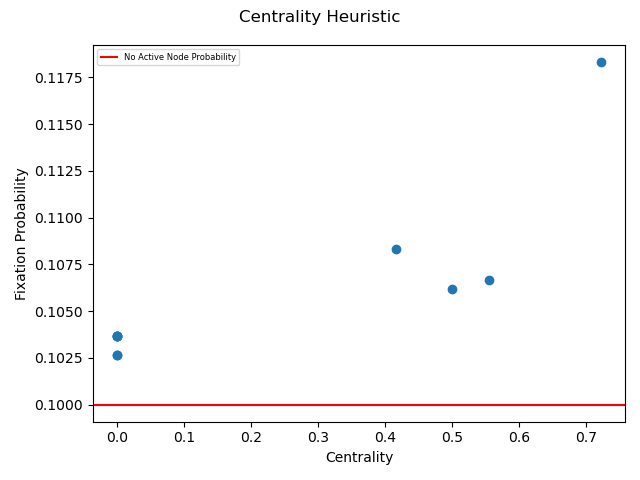 Centrality Heuristic
No Active Node Probability
0.1175
0.1150
0.1125
0.1100
0.1075
0.1050
0.1025
0.1000
Fixation Probability
0.0 0.1 0.2 0.3 0.4 0.5 0.6 0.7
Centrality